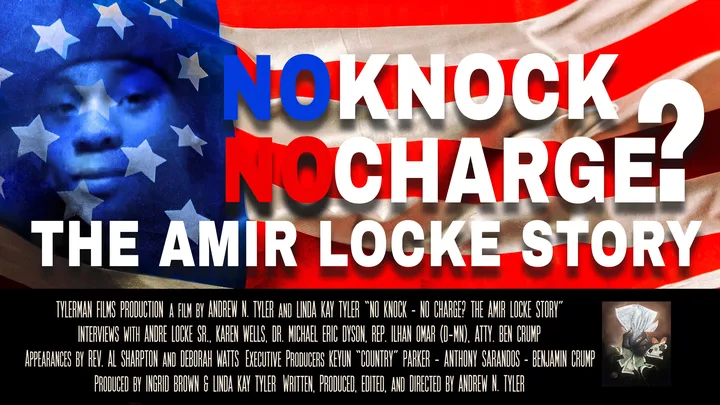 NO KNOCK
NO CHARGE?
THE AMIR LOCKE STORY
TYLERMAN FILMS PRODUCTION A FILM BY ANDREW N. TYLER AND LINDA KAY TYLER "NO KNOCK - NO CHARGE? THE AMIR LOCKE STORY"
INTERVIEWS WITH ANDRE LOCKE SR., KAREN WELLS, DR. MICHAEL ERIC DYSON, REP. ILHAN OMAR (D-MN), ATTY. BEN CRUMP
APPEARANCES BY REV. AL SHARPTON AND DEBORAH WATTS EXECUTIVE PRODUCERS KEYUN "COUNTRY" PARKER - ANTHONY SARANDOS - BENJAMIN CRUMP
PRODUCED BY INGRID BROWN & LINDA KAY TYLER WRITTEN, PRODUCED, EDITED, AND DIRECTED BY ANDREW N. TYLER